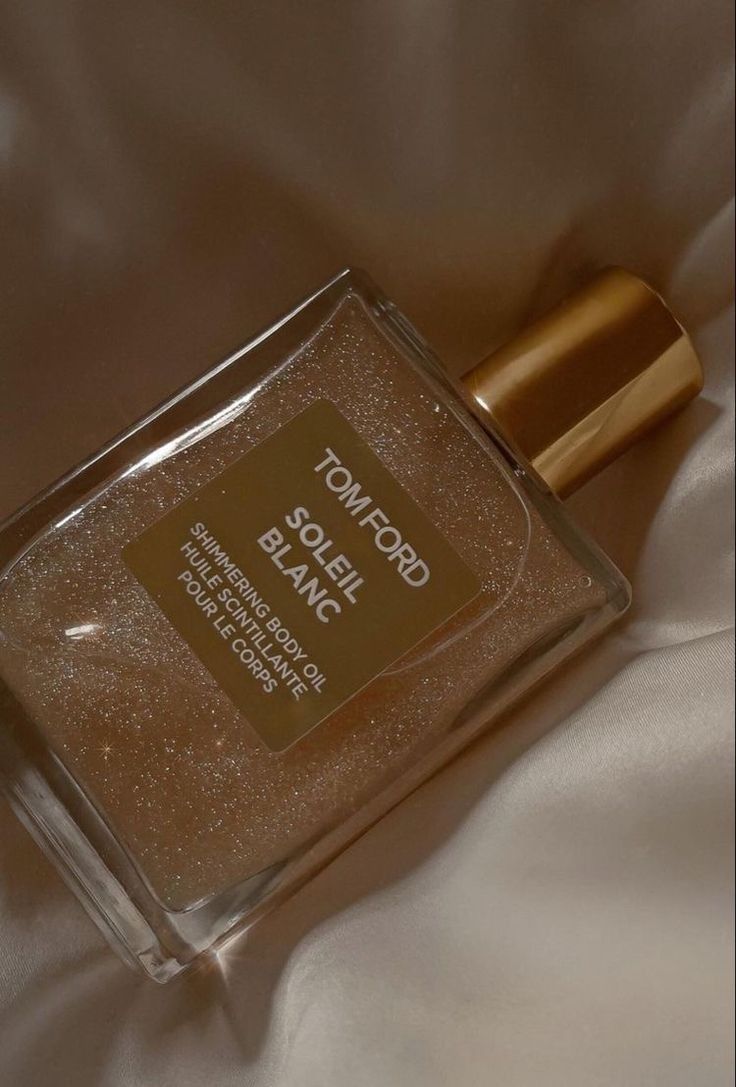 TOM FORD
SOLEIL
BLANC
SHIMMERING BODY OIL
HUILE SCINTILLANTE
POUR LE CORPS